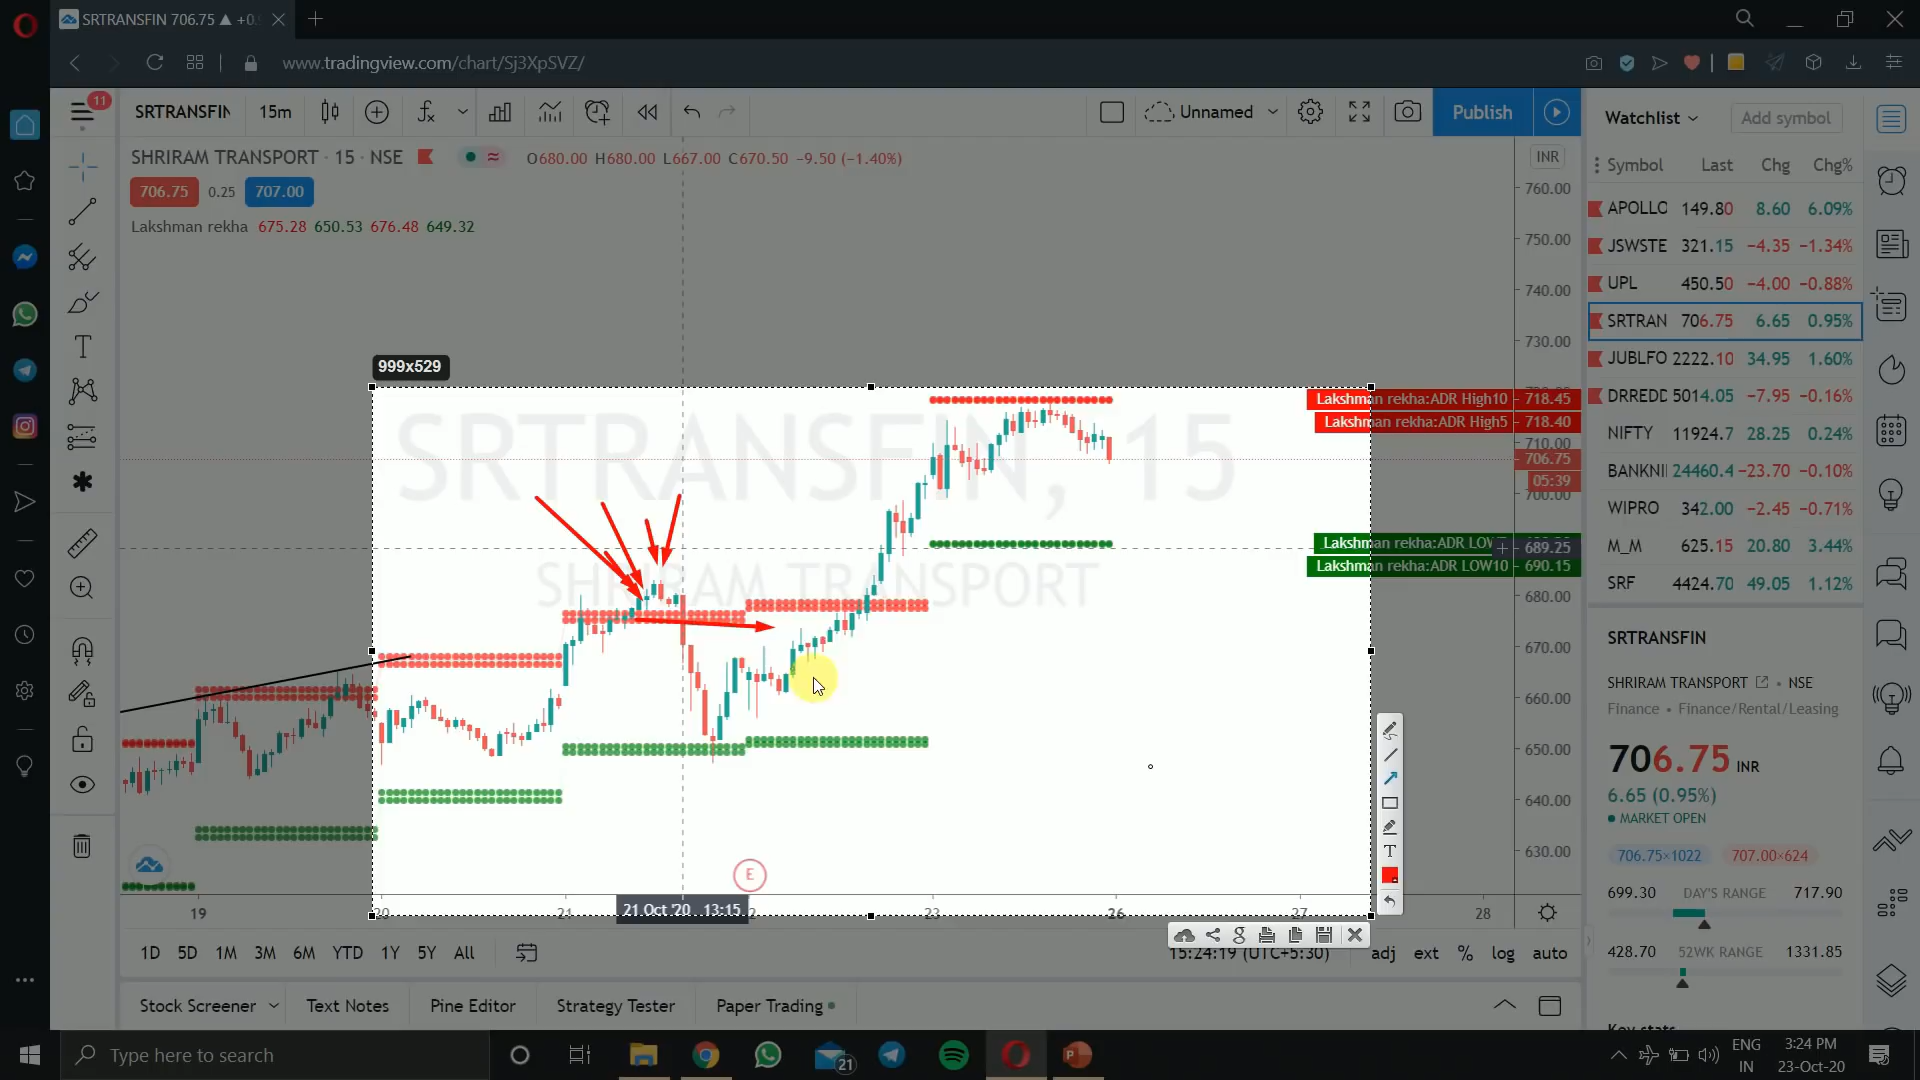 SRTRANSFIN 706.75 ▲ +0.
www.tradingview.com/chart/Sj3XpSVZ/
11
SRTRANSFIN 15m
Unnamed
Publish
SHRIRAM TRANSPORT · 15 · NSE
O680.00 H680.00 L667.00 C670.50 −9.50 (−1.40%)
706.75 0.25 707.00
Lakshman rekha 675.28 650.53 676.48 649.32
INR
760.00
750.00
740.00
730.00
999x529
SRTRANSFIN, 15
SHRIRAM TRANSPORT
Lakshman rekha:ADR High10 718.45
Lakshman rekha:ADR High5 718.40
710.00
706.75
05:39
700.00
Lakshman rekha:ADR LOW
689.25
Lakshman rekha:ADR LOW10 690.15
680.00
670.00
660.00
650.00
640.00
630.00
E
T
19 20 21 21 Oct '20 13:15 2 23 26 27 28
1D 5D 1M 3M 6M YTD 1Y 5Y All
15:24:19 (UTC+5:30) adj ext % log auto
Stock Screener Text Notes Pine Editor Strategy Tester Paper Trading
Watchlist
Add symbol
Symbol Last Chg Chg%
APOLLO 149.80 8.60 6.09%
JSWSTE 321.15 −4.35 −1.34%
UPL 450.50 −4.00 −0.88%
SRTRAN 706.75 6.65 0.95%
JUBLFO 2222.10 34.95 1.60%
DRREDD 5014.05 −7.95 −0.16%
NIFTY 11924.7 28.25 0.24%
BANKNI 24460.4 −23.70 −0.10%
WIPRO 342.00 −2.45 −0.71%
M_M 625.15 20.80 3.44%
SRF 4424.70 49.05 1.12%
SRTRANSFIN
SHRIRAM TRANSPORT • NSE
Finance • Finance/Rental/Leasing
706.75 INR
6.65 (0.95%)
MARKET OPEN
706.75×1022 707.00×624
699.30 DAY'S RANGE 717.90
428.70 52WK RANGE 1331.85
Key stats
Type here to search
21
ENG
IN
3:24 PM
23-Oct-20